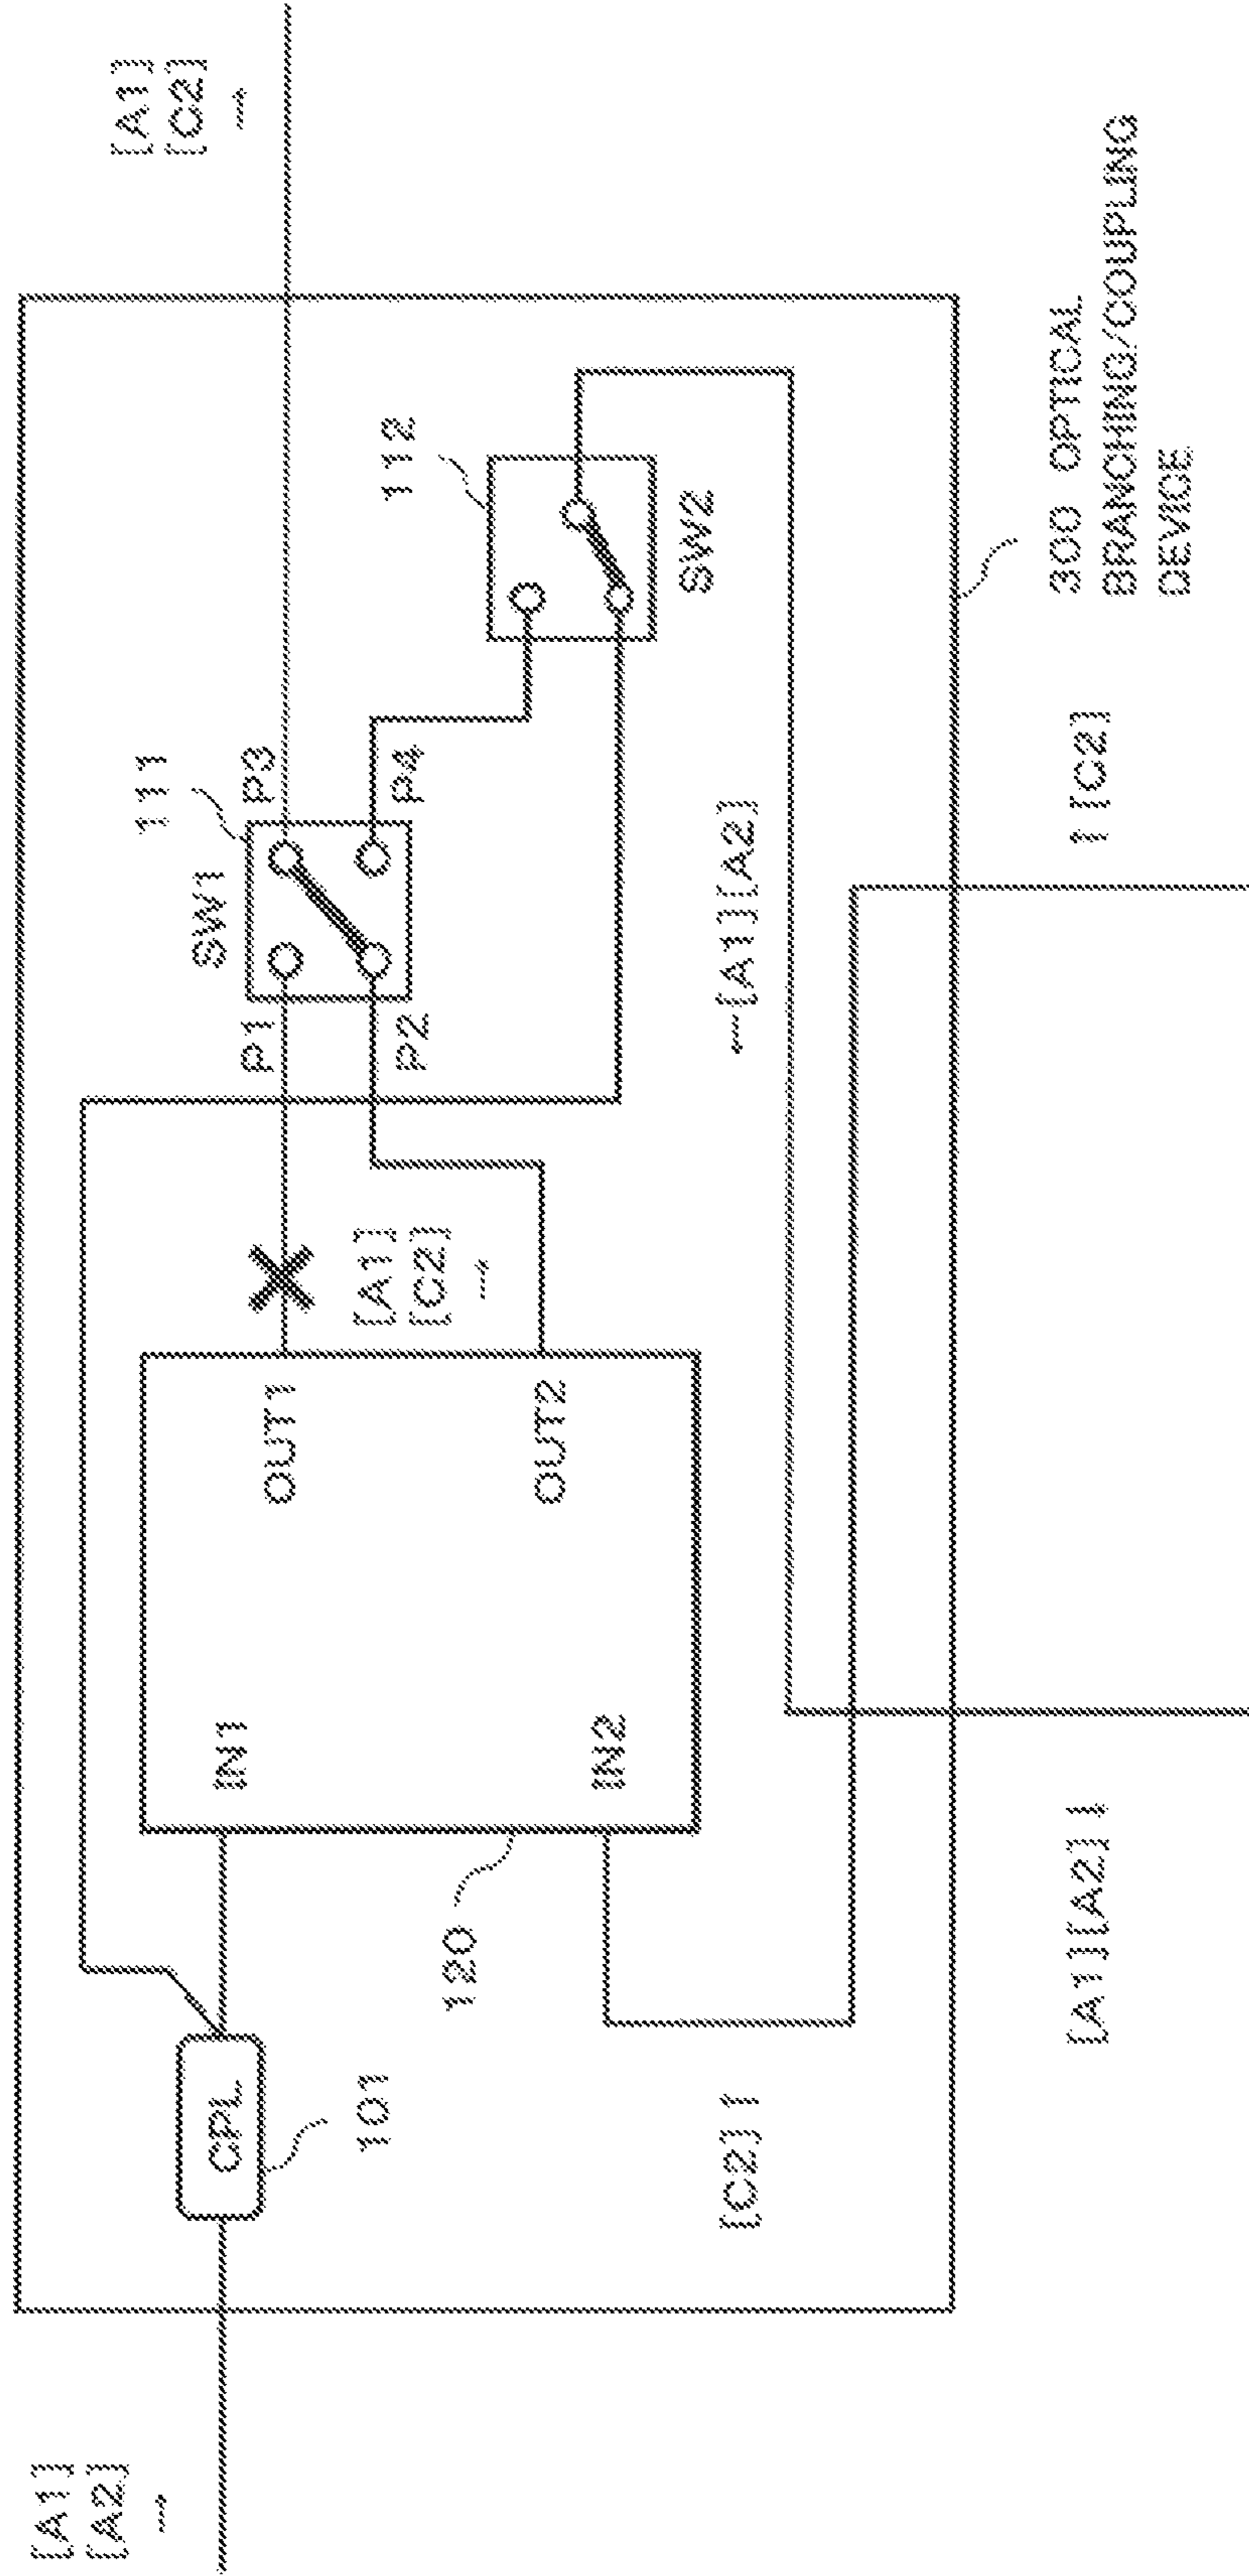 [A1]
[A2]
→
CPL
101
[C2] ↑
120
IN1
IN2
OUT1
OUT2
[A1]
[C2]
→
P1
P2
SW1
111
P3
P4
←[A1][A2]
112
SW2
[A1]
[C2]
→
[A1][A2] ↓
↑ [C2]
300 OPTICAL
BRANCHING/COUPLING
DEVICE